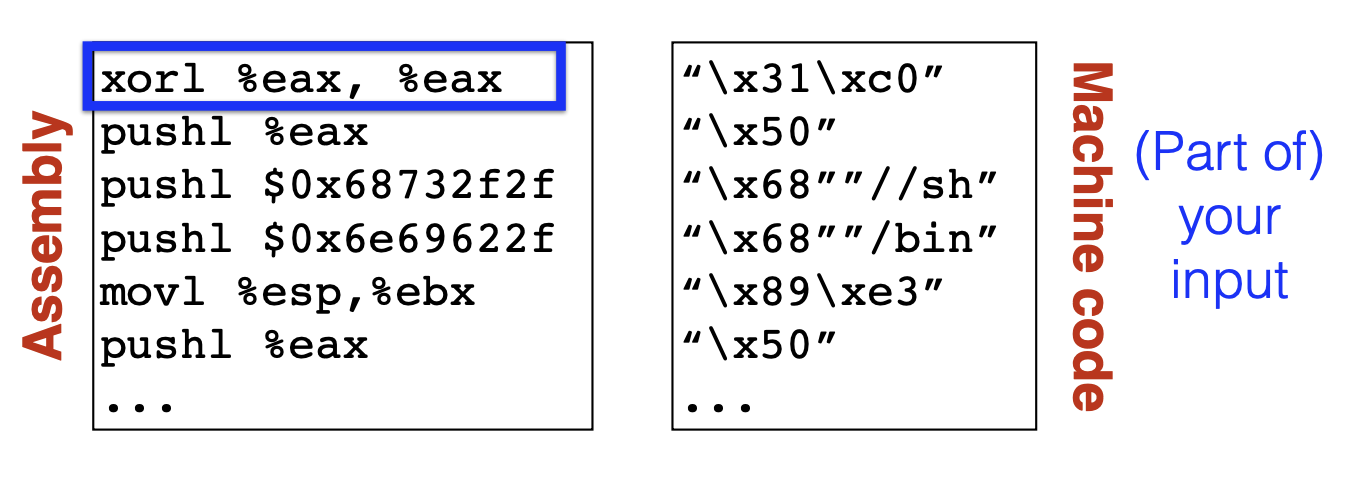 Assembly
xorl %eax, %eax
pushl %eax
pushl $0x68732f2f
pushl $0x6e69622f
movl %esp,%ebx
pushl %eax
...
“\x31\xc0”
“\x50”
“\x68””//sh”
“\x68””/bin”
“\x89\xe3”
“\x50”
...
Machine code
(Part of)
your
input